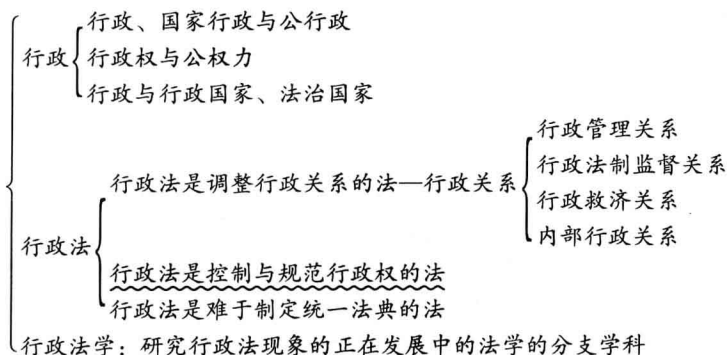 行政、国家行政与公行政
行政
行政权与公权力
行政与行政国家、法治国家
行政管理关系
行政法制监督关系
行政法是调整行政关系的法—行政关系
行政救济关系
内部行政关系
行政法
行政法是控制与规范行政权的法
行政法是难于制定统一法典的法
行政法学：研究行政法现象的正在发展中的法学的分支学科